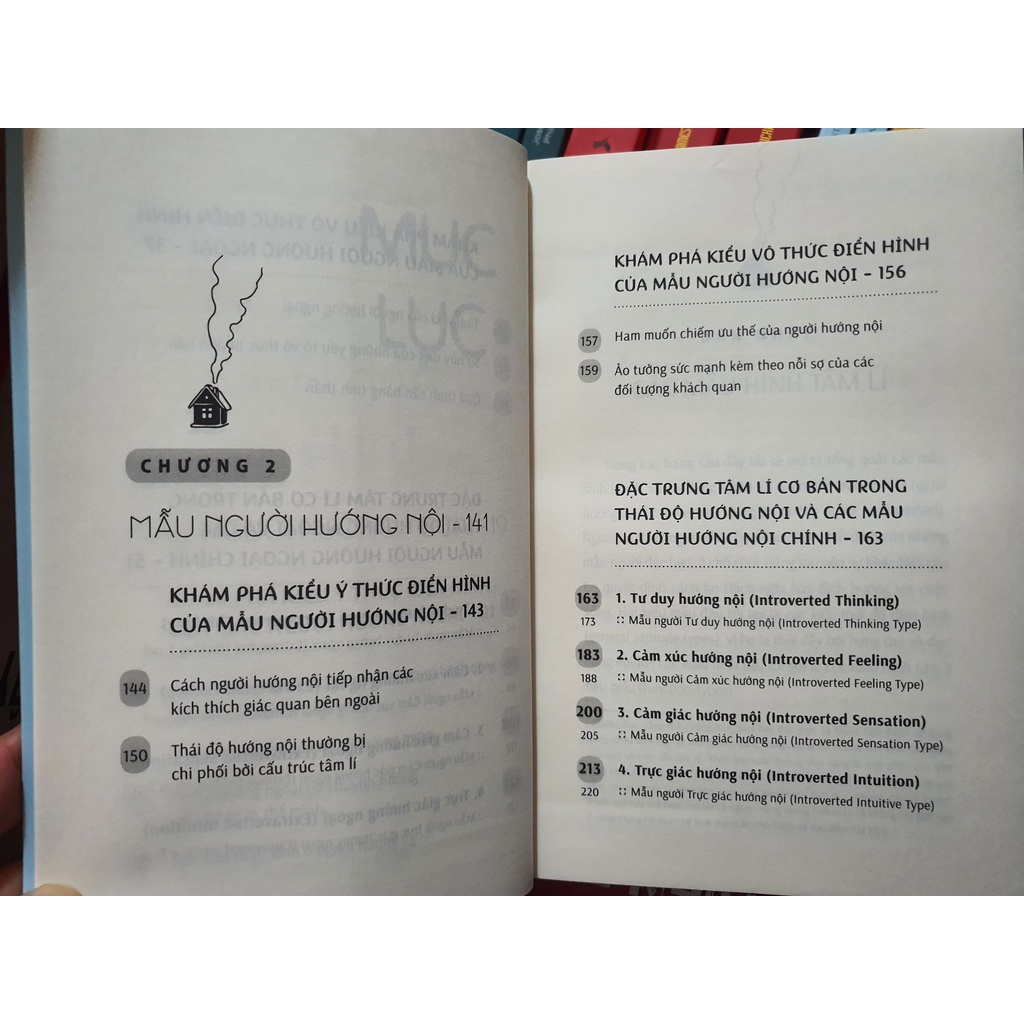 CHƯƠNG 2
MẪU NGƯỜI HƯỚNG NỘI - 141
KHÁM PHÁ KIỂU Ý THỨC ĐIỂN HÌNH
CỦA MẪU NGƯỜI HƯỚNG NỘI - 143
144 Cách người hướng nội tiếp nhận các
kích thích giác quan bên ngoài
150 Thái độ hướng nội thường bị
chi phối bởi cấu trúc tâm lí
KHÁM PHÁ KIỂU VÔ THỨC ĐIỂN HÌNH
CỦA MẪU NGƯỜI HƯỚNG NỘI - 156
157 Ham muốn chiếm ưu thế của người hướng nội
159 Ảo tưởng sức mạnh kèm theo nỗi sợ của các
đối tượng khách quan
ĐẶC TRƯNG TÂM LÍ CƠ BẢN TRONG
THÁI ĐỘ HƯỚNG NỘI VÀ CÁC MẪU
NGƯỜI HƯỚNG NỘI CHÍNH - 163
163 1. Tư duy hướng nội (Introverted Thinking)
173 :: Mẫu người Tư duy hướng nội (Introverted Thinking Type)
183 2. Cảm xúc hướng nội (Introverted Feeling)
188 :: Mẫu người Cảm xúc hướng nội (Introverted Feeling Type)
200 3. Cảm giác hướng nội (Introverted Sensation)
205 :: Mẫu người Cảm giác hướng nội (Introverted Sensation Type)
213 4. Trực giác hướng nội (Introverted Intuition)
220 :: Mẫu người Trực giác hướng nội (Introverted Intuitive Type)